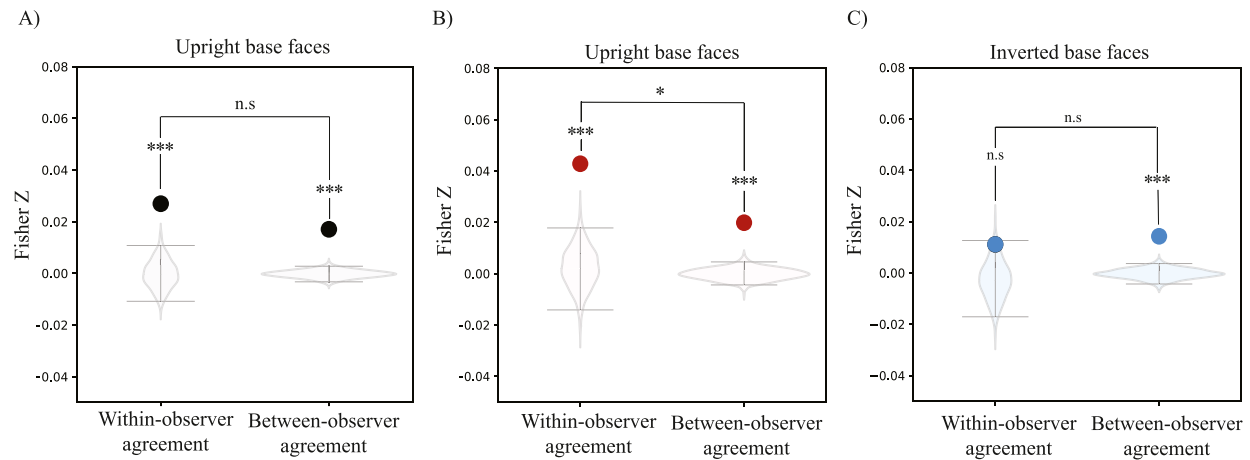 A)
Upright base faces
0.08
0.06
0.04
0.02
0.00
−0.02
−0.04
Fisher Z
n.s
***
***
Within-observer
agreement
Between-observer
agreement
B)
Upright base faces
0.08
0.06
0.04
0.02
0.00
−0.02
−0.04
Fisher Z
*
***
***
Within-observer
agreement
Between-observer
agreement
C)
Inverted base faces
0.08
0.06
0.04
0.02
0.00
−0.02
−0.04
Fisher Z
n.s
n.s
***
Within-observer
agreement
Between-observer
agreement